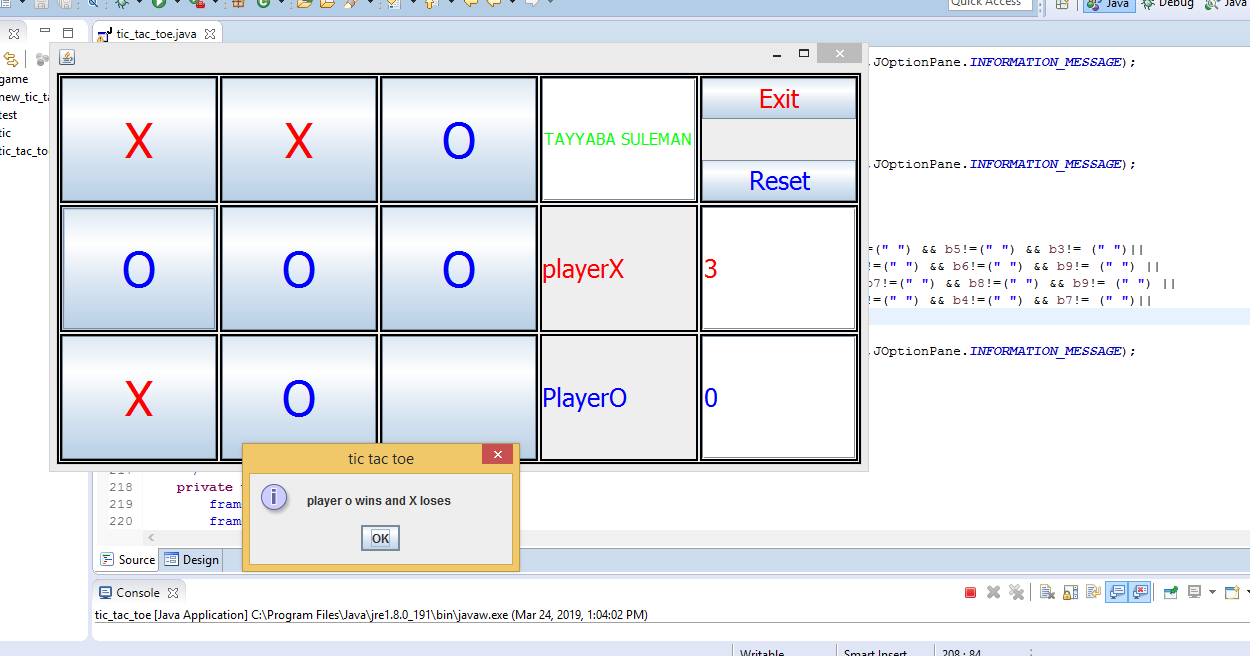 Quick Access
Java
Debug
Java
tic_tac_toe.java
game
new_tic_ta
test
tic
tic_tac_to
JOptionPane.INFORMATION_MESSAGE);
X X O TAYYABA SULEMAN Exit
JOptionPane.INFORMATION_MESSAGE);
Reset
=(" ") && b5!=(" ") && b3!= (" ")||
!=(" ") && b6!=(" ") && b9!= (" ") ||
b7!=(" ") && b8!=(" ") && b9!= (" ") ||
!=(" ") && b4!=(" ") && b7!= (" ")||
O O O playerX 3
JOptionPane.INFORMATION_MESSAGE);
X O PlayerO 0
tic tac toe
player o wins and X loses
OK
218 private
219 fram
220 fram
Source Design
Console
tic_tac_toe [Java Application] C:\Program Files\Java\jre1.8.0_191\bin\javaw.exe (Mar 24, 2019, 1:04:02 PM)
Writable Smart Insert 208 : 84